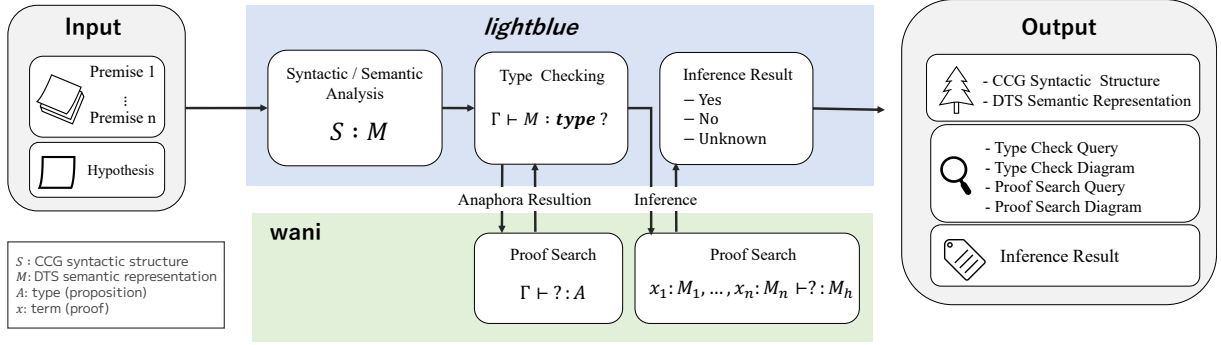 Input
Premise 1
⋮
Premise n
Hypothesis
S : CCG syntactic structure
M: DTS semantic representation
A: type (proposition)
x: term (proof)
lightblue
Syntactic / Semantic
Analysis
S : M
Type Checking
Γ ⊢ M : type ?
Inference Result
– Yes
– No
– Unknown
Anaphora Resultion
Inference
wani
Proof Search
Γ ⊢ ? : A
Proof Search
x₁: M₁, … , xₙ: Mₙ ⊢? : Mₕ
Output
- CCG Syntactic Structure
- DTS Semantic Representation
- Type Check Query
- Type Check Diagram
- Proof Search Query
- Proof Search Diagram
Inference Result